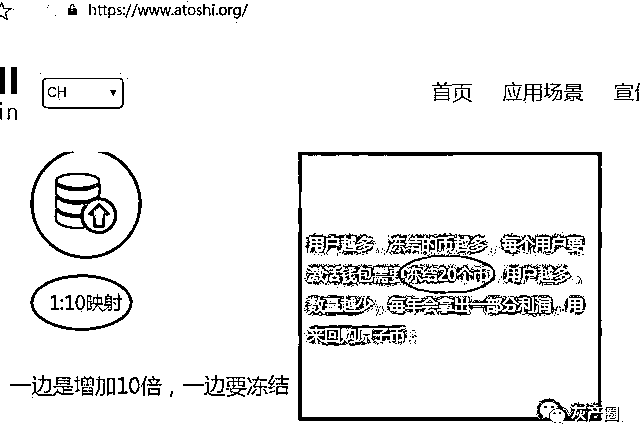 https://www.atoshi.org/
CH
in
首页 应用场景 宣
用户越多，冻结的币越多，每个用户要
激活钱包需要冻结20个币，用户越多，
数量越少，每年会拿出一部分利润，用
来回购原子币。
1:10映射
一边是增加10倍，一边要冻结
灰产圈